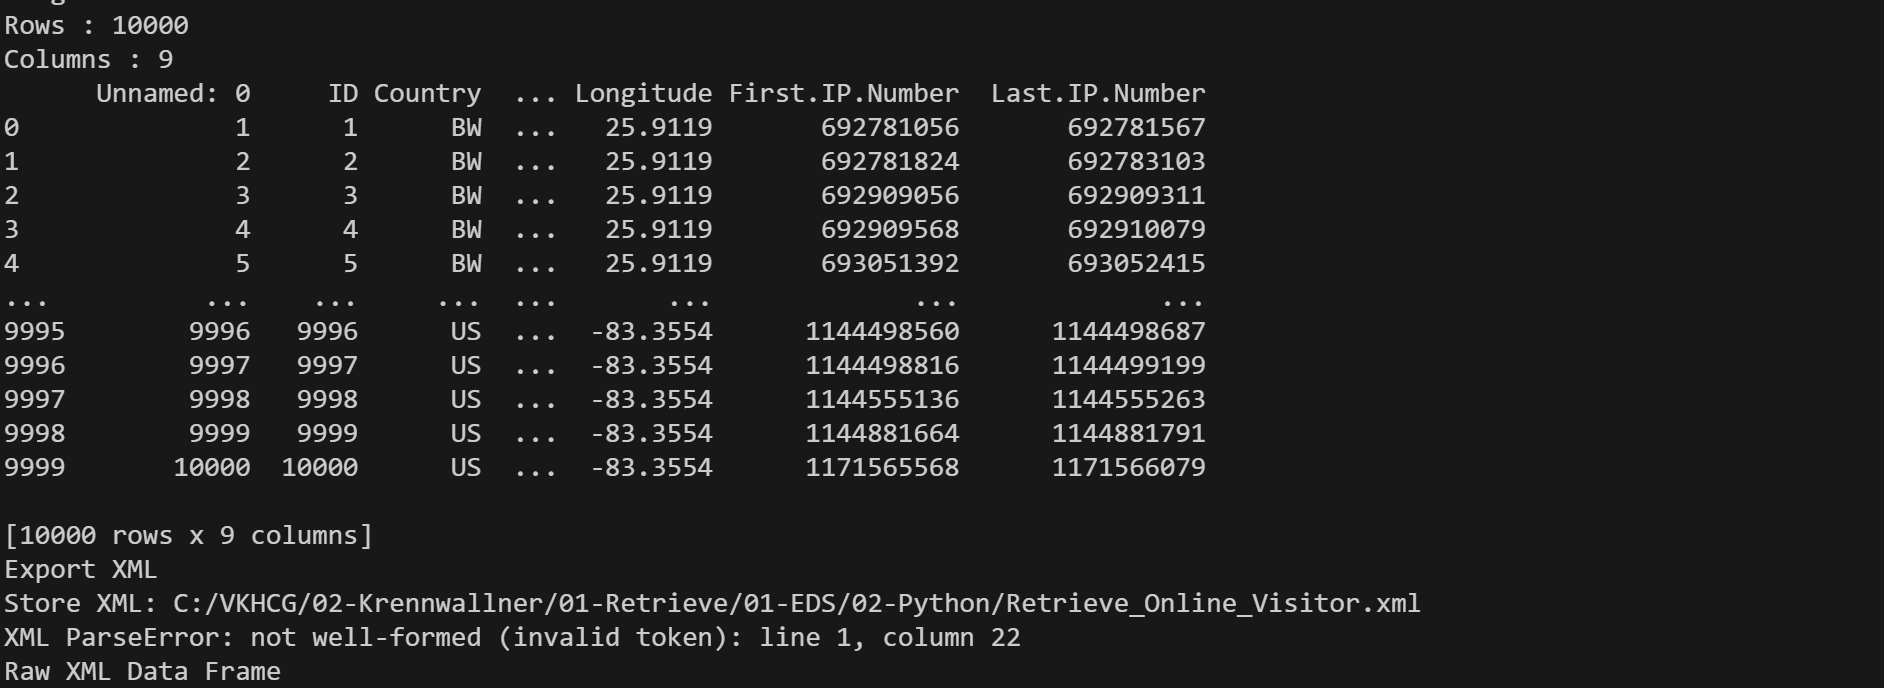 Rows : 10000
Columns : 9
      Unnamed: 0     ID Country  ... Longitude First.IP.Number  Last.IP.Number
0              1      1      BW  ...   25.9119       692781056       692781567
1              2      2      BW  ...   25.9119       692781824       692783103
2              3      3      BW  ...   25.9119       692909056       692909311
3              4      4      BW  ...   25.9119       692909568       692910079
4              5      5      BW  ...   25.9119       693051392       693052415
...          ...    ...     ...  ...       ...             ...             ...
9995        9996   9996      US  ...  -83.3554      1144498560      1144498687
9996        9997   9997      US  ...  -83.3554      1144498816      1144499199
9997        9998   9998      US  ...  -83.3554      1144555136      1144555263
9998        9999   9999      US  ...  -83.3554      1144881664      1144881791
9999       10000  10000      US  ...  -83.3554      1171565568      1171566079
[10000 rows x 9 columns]
Export XML
Store XML: C:/VKHCG/02-Krennwallner/01-Retrieve/01-EDS/02-Python/Retrieve_Online_Visitor.xml
XML ParseError: not well-formed (invalid token): line 1, column 22
Raw XML Data Frame